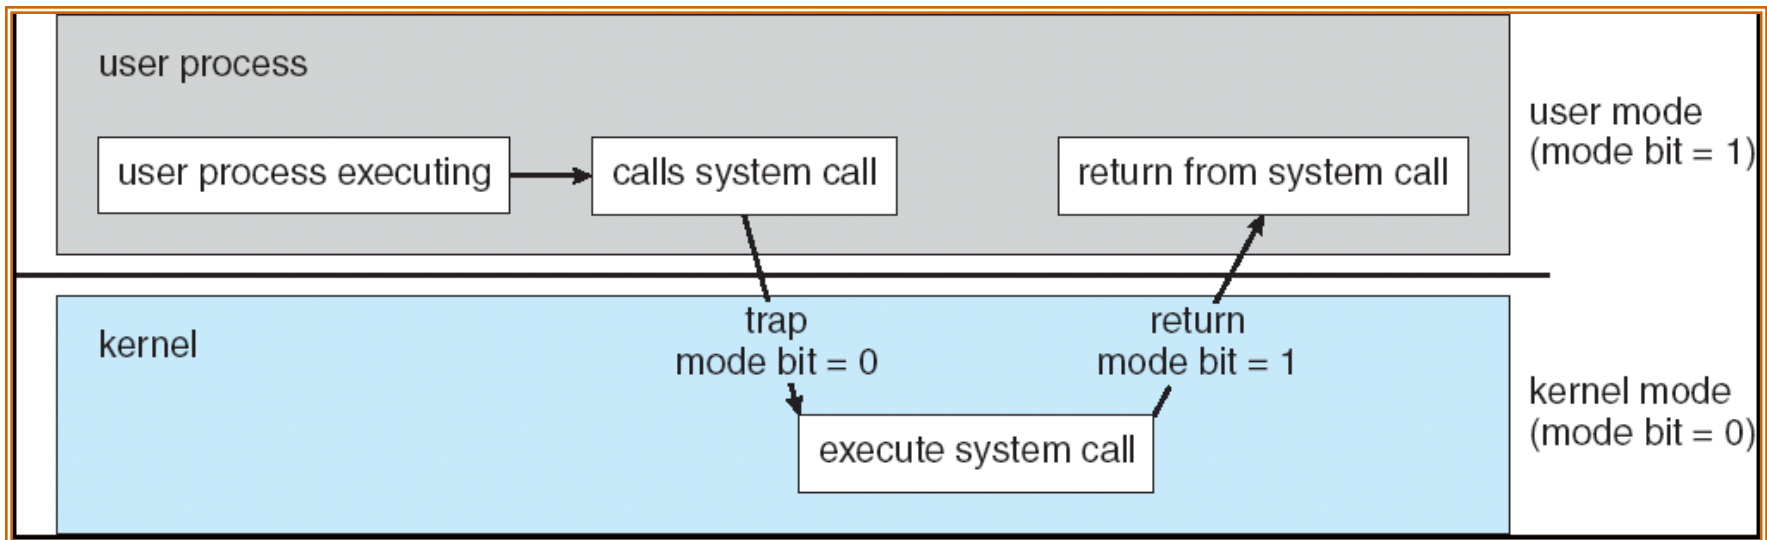 user process
user process executing
calls system call
return from system call
user mode
(mode bit = 1)
kernel
trap
mode bit = 0
return
mode bit = 1
execute system call
kernel mode
(mode bit = 0)